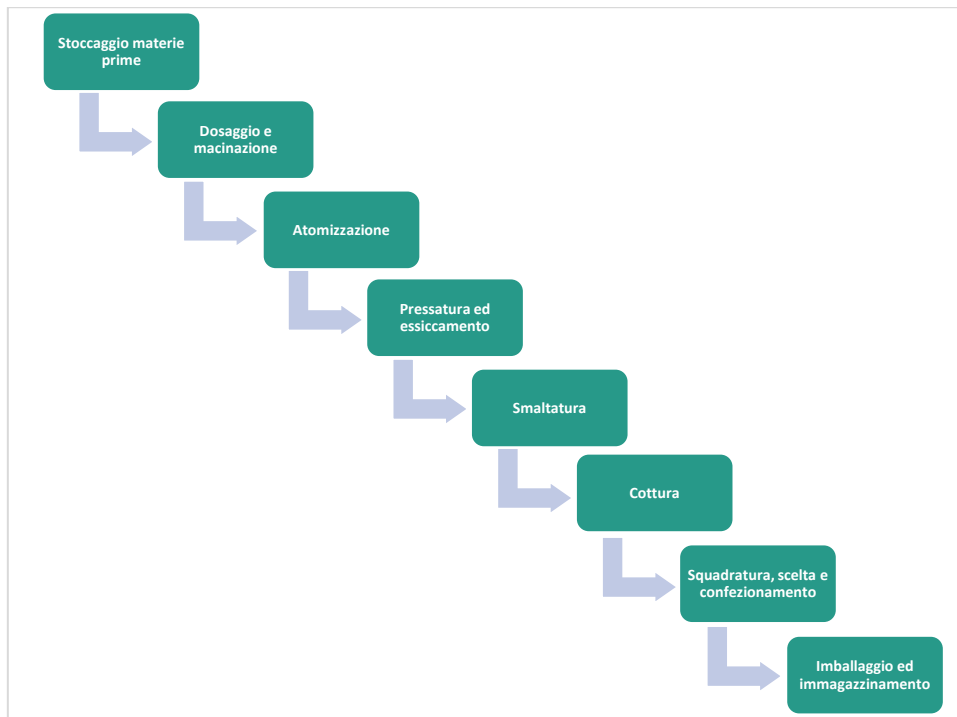 Stoccaggio materie
prime
Dosaggio e
macinazione
Atomizzazione
Pressatura ed
essiccamento
Smaltatura
Cottura
Squadratura, scelta e
confezionamento
Imballaggio ed
immagazzinamento